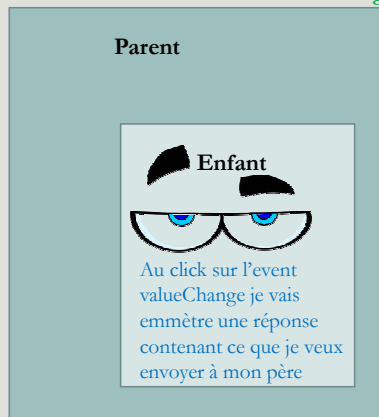 Parent
Enfant
Au click sur l’event
valueChange je vais
emmètre une réponse
contenant ce que je veux
envoyer à mon père